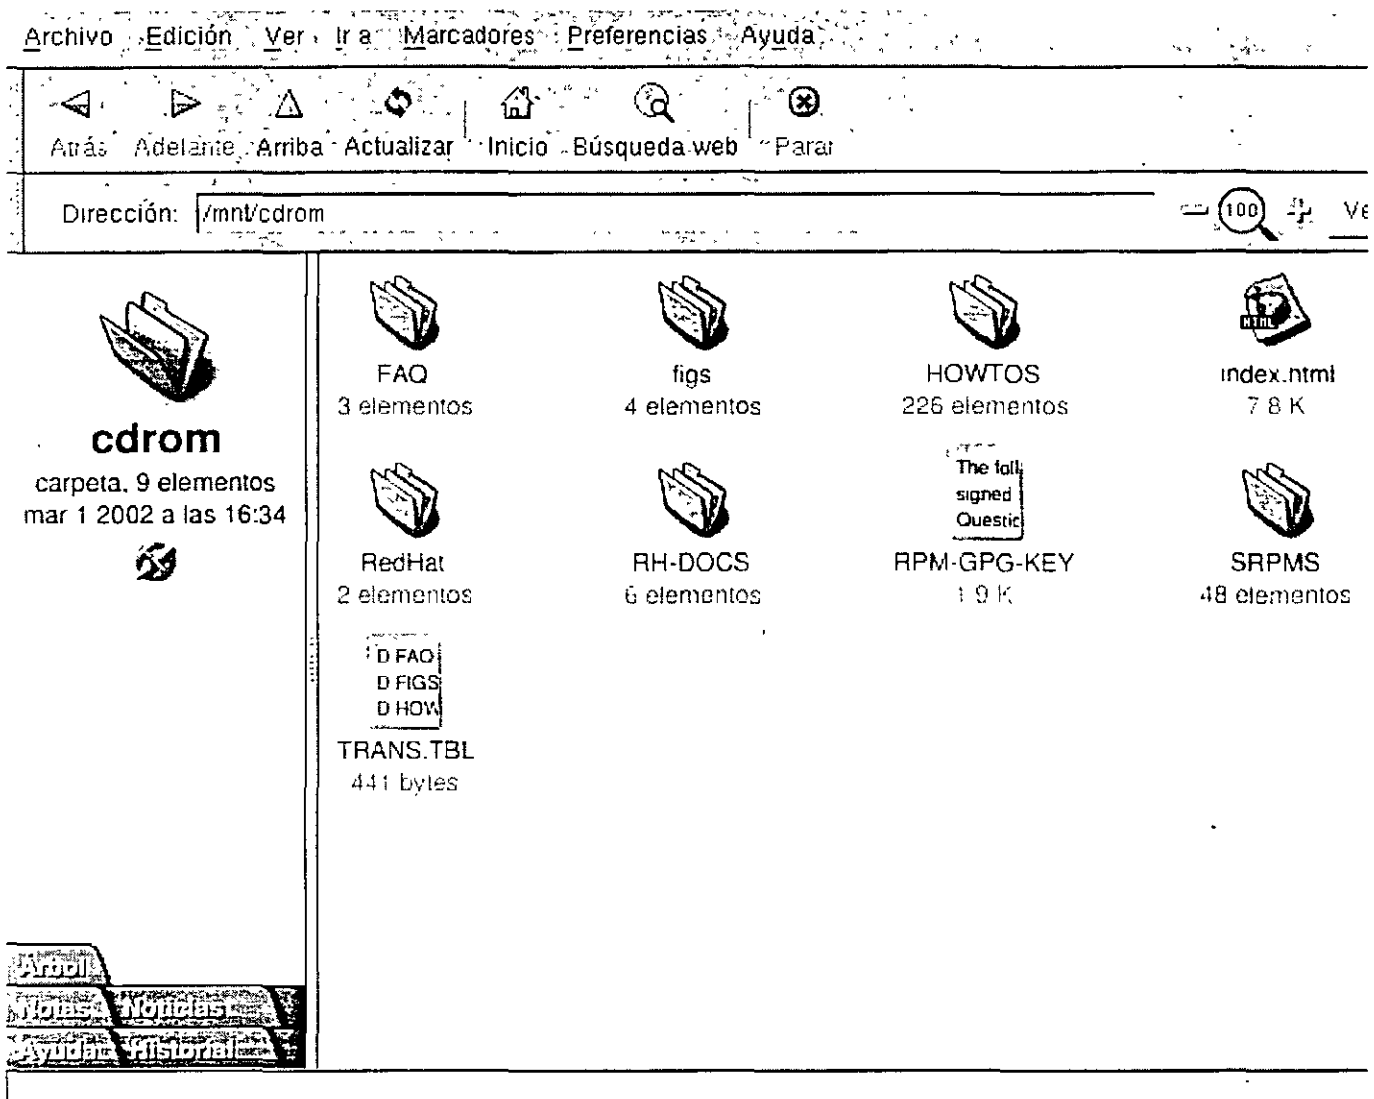 Archivo Edición Ver Ir a Marcadores Preferencias Ayuda
Atrás Adelante Arriba Actualizar Inicio Búsqueda web Parar
Dirección: /mnt/cdrom 100 Ve
cdrom
carpeta, 9 elementos
mar 1 2002 a las 16:34
FAQ
3 elementos
figs
4 elementos
HOWTOS
226 elementos
HTML
index.html
7.8 K
RedHat
2 elementos
RH-DOCS
6 elementos
The foll
signed
Questic
RPM-GPG-KEY
1.9 K
SRPMS
48 elementos
D FAQ
D FIGS
D HOW
TRANS.TBL
441 bytes
Árbol
Notas Noticias
Ayuda Historial